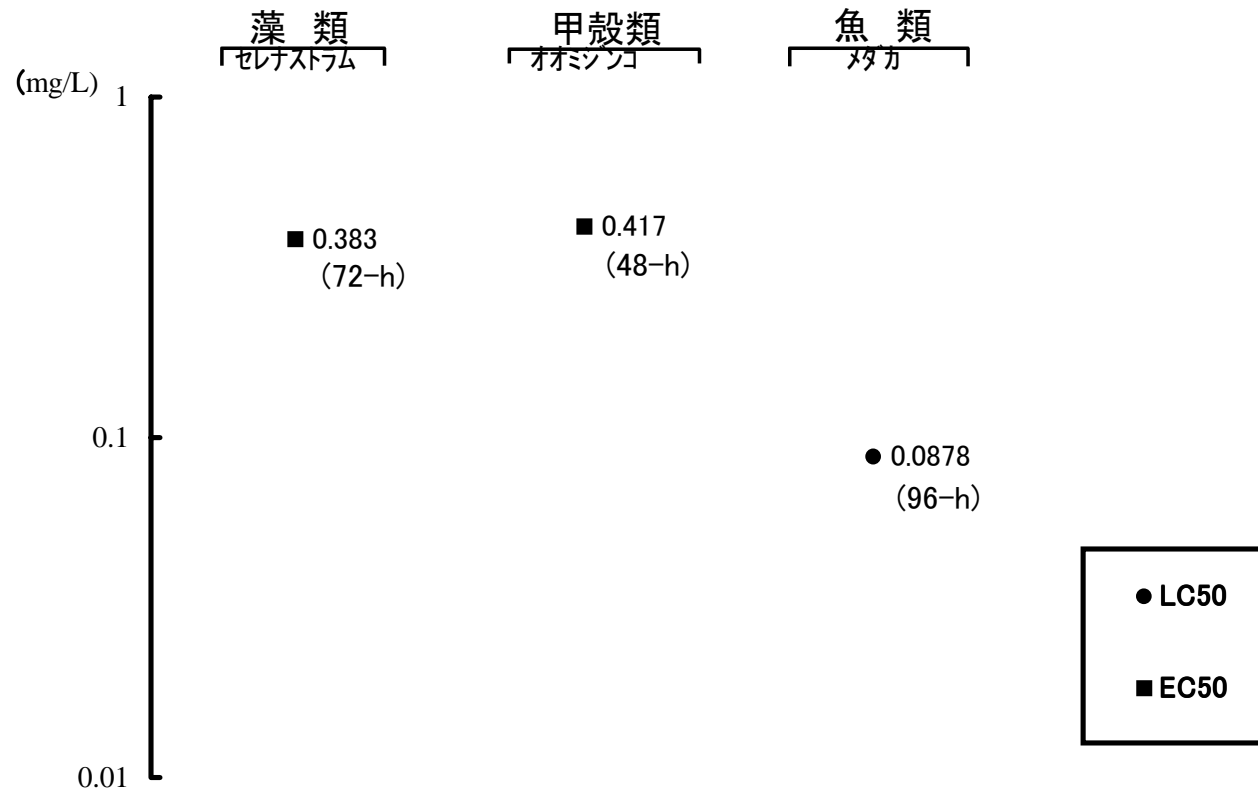 藻 類 甲殻類 魚 類
ｾﾚﾅｽﾄﾗﾑ ｵｵﾐｼﾞﾝｺ ﾒﾀﾞｶ
(mg/L) 1
0.383 0.417
(72-h) (48-h)
0.1
0.0878
(96-h)
LC50
EC50
0.01